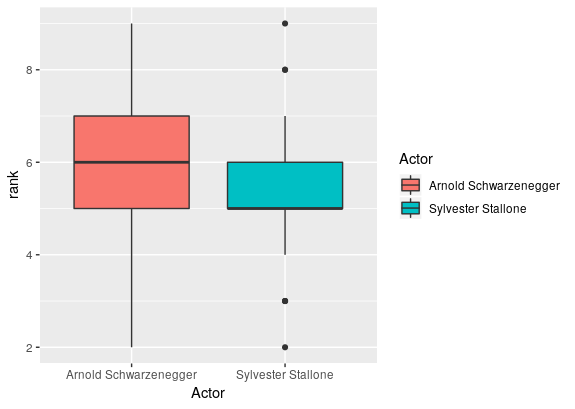 rank
8
6
4
2
Arnold Schwarzenegger
Sylvester Stallone
Actor
Actor
Arnold Schwarzenegger
Sylvester Stallone